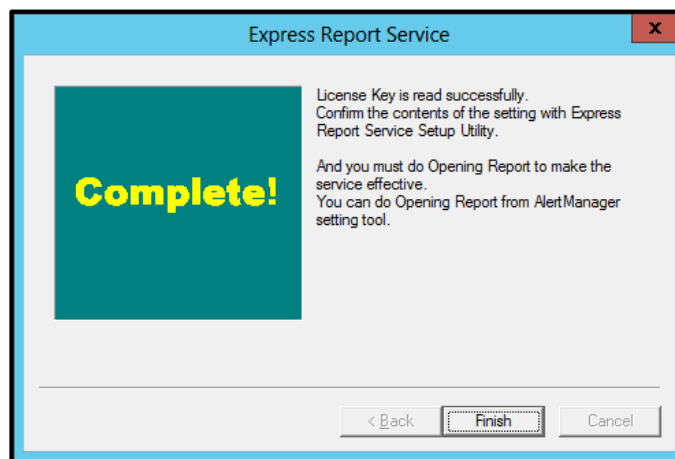 Express Report Service
x
Complete!
License Key is read successfully.
Confirm the contents of the setting with Express
Report Service Setup Utility.
And you must do Opening Report to make the
service effective.
You can do Opening Report from AlertManager
setting tool.
< Back
Finish
Cancel